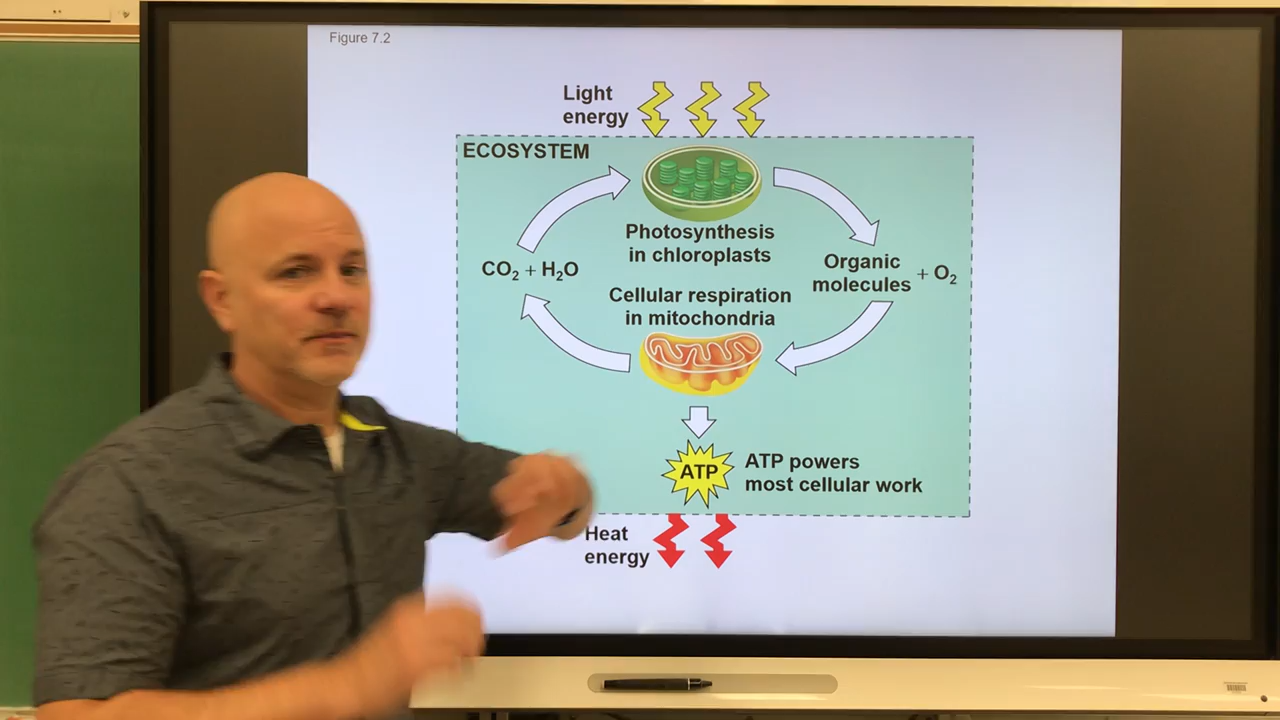 Figure 7.2
Light
energy
ECOSYSTEM
Photosynthesis
in chloroplasts
CO₂ + H₂O
Organic
molecules + O₂
Cellular respiration
in mitochondria
ATP
ATP powers
most cellular work
Heat
energy